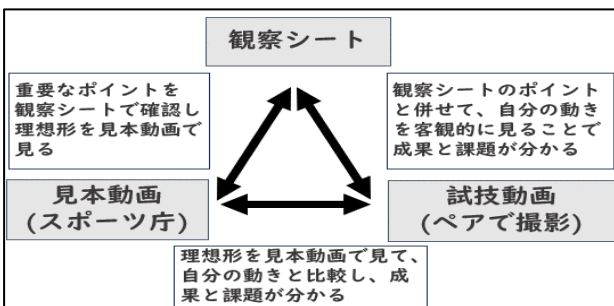 観察シート
重要なポイントを
観察シートで確認し
理想形を見本動画で
見る
観察シートのポイント
と併せて、自分の動き
を客観的に見ることで
成果と課題が分かる
見本動画
(スポーツ庁)
試技動画
(ペアで撮影)
理想形を見本動画で見て、
自分の動きと比較し、成
果と課題が分かる